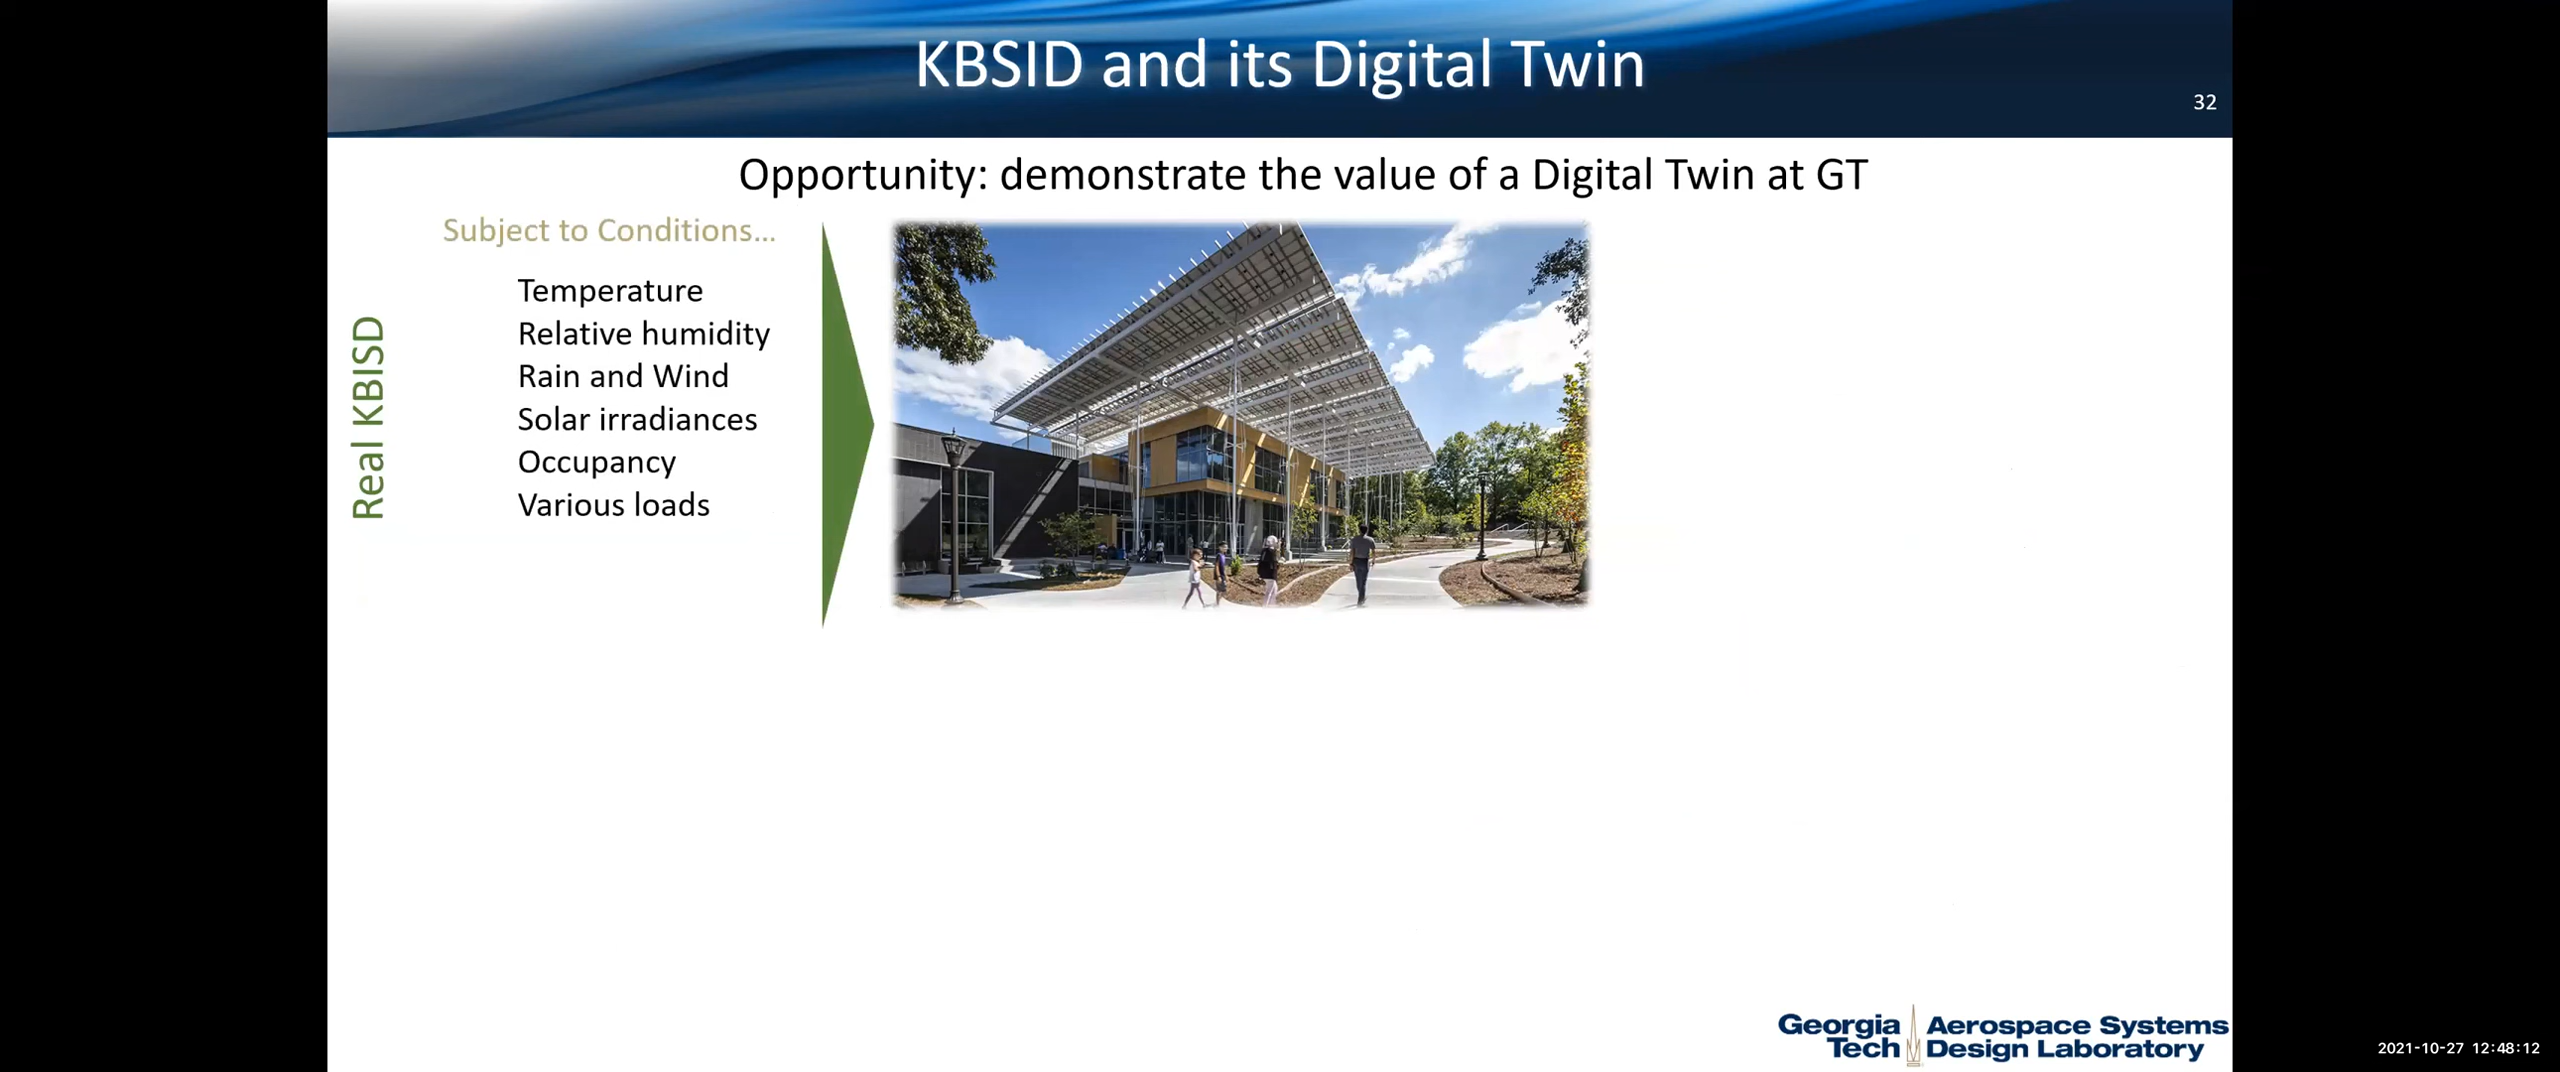 KBSID and its Digital Twin
32
Opportunity: demonstrate the value of a Digital Twin at GT
Subject to Conditions...
Real KBISD
Temperature
Relative humidity
Rain and Wind
Solar irradiances
Occupancy
Various loads
Georgia Tech
Aerospace Systems
Design Laboratory
2021-10-27 12:48:12